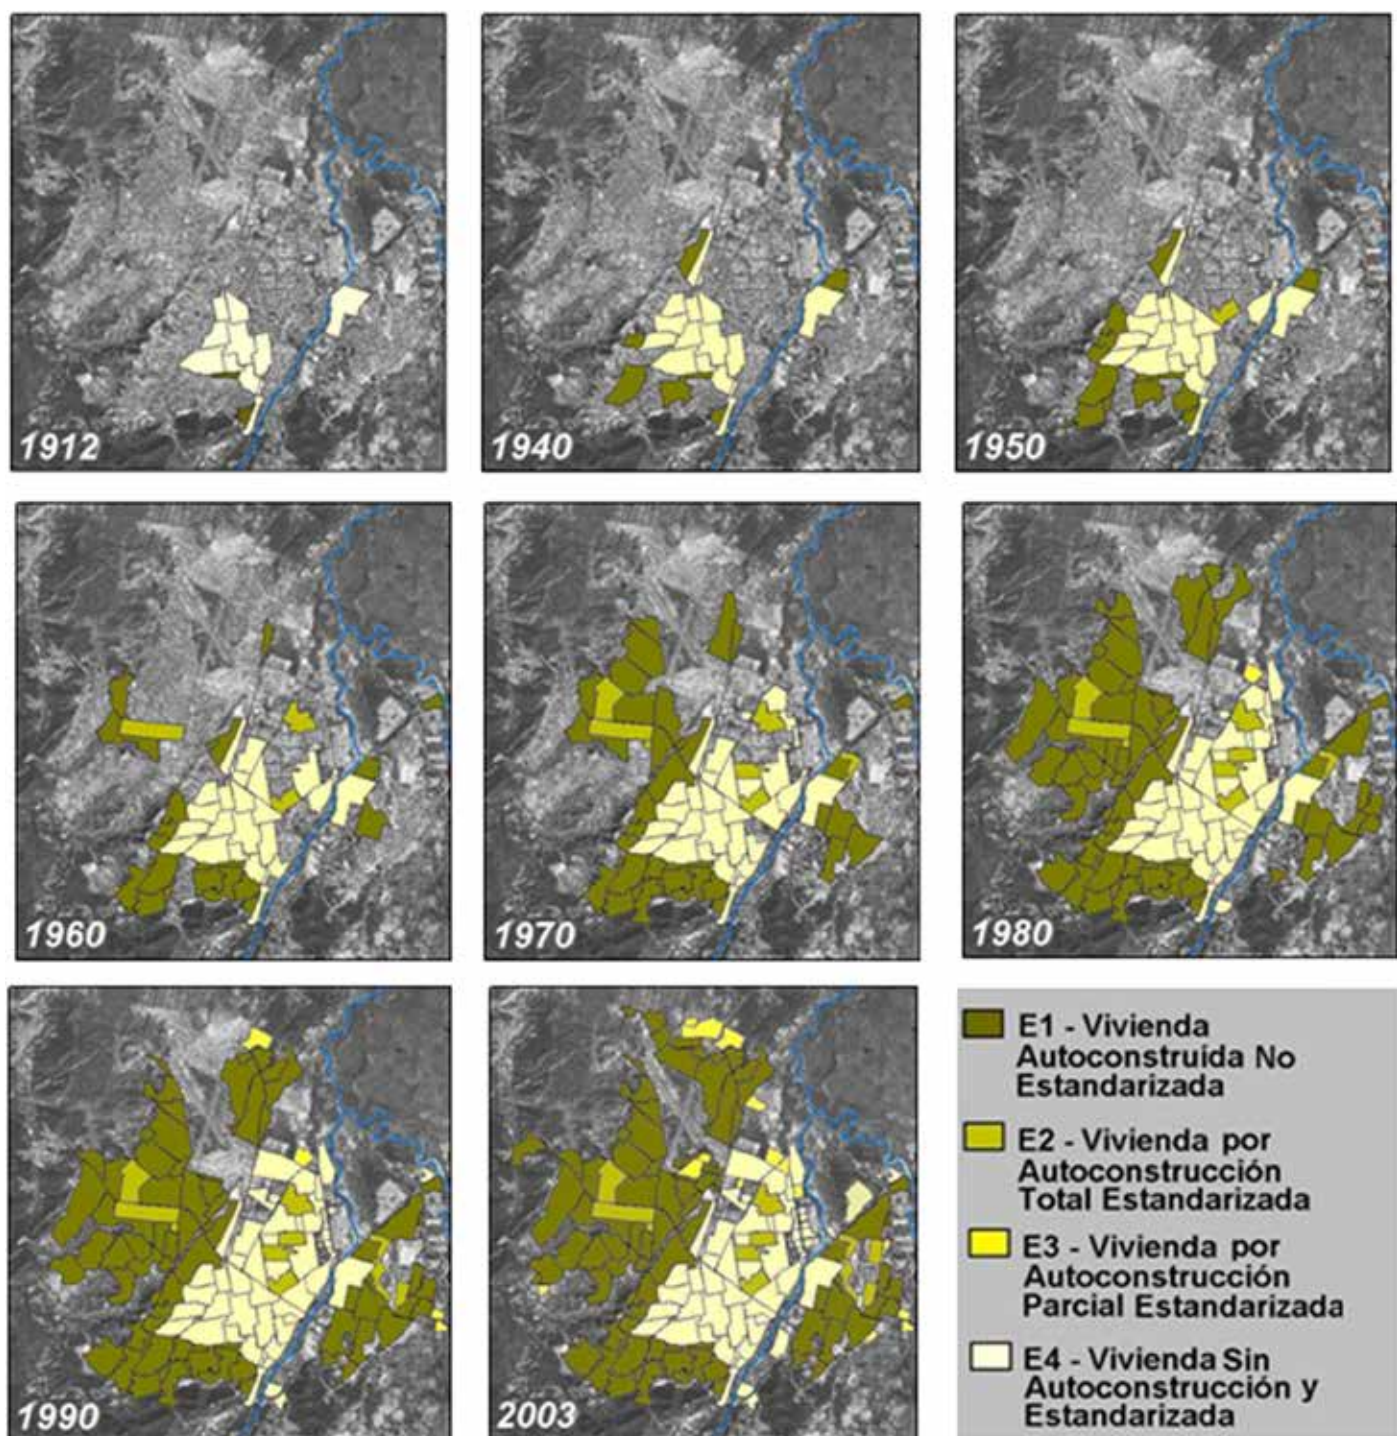 1912
1940
1950
1960
1970
1980
1990
2003
E1 - Vivienda
Autoconstruída No
Estandarizada
E2 - Vivienda por
Autoconstrucción
Total Estandarizada
E3 - Vivienda por
Autoconstrucción
Parcial Estandarizada
E4 - Vivienda Sin
Autoconstrucción y
Estandarizada